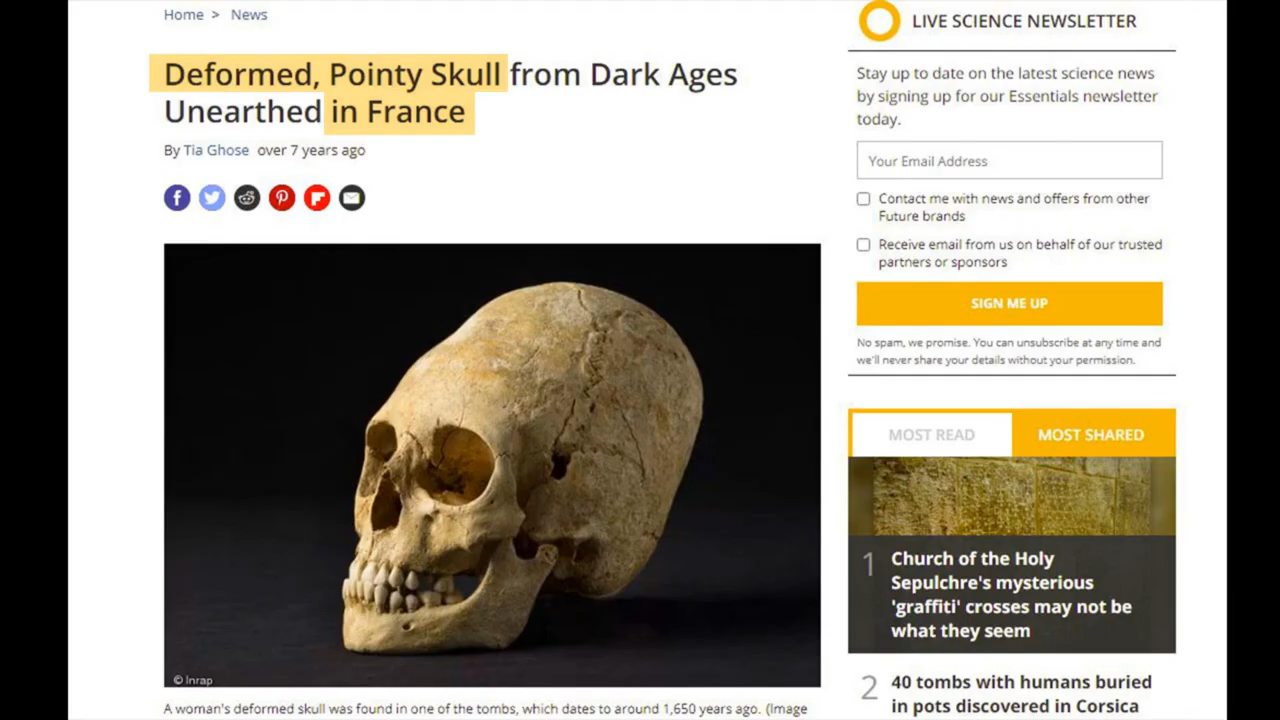 Home > News
Deformed, Pointy Skull from Dark Ages
Unearthed in France
By Tia Ghose over 7 years ago
© Inrap
A woman's deformed skull was found in one of the tombs, which dates to around 1,650 years ago. (Image
LIVE SCIENCE NEWSLETTER
Stay up to date on the latest science news
by signing up for our Essentials newsletter
today.
Your Email Address
Contact me with news and offers from other
Future brands
Receive email from us on behalf of our trusted
partners or sponsors
SIGN ME UP
No spam, we promise. You can unsubscribe at any time and
we'll never share your details without your permission.
MOST READ
MOST SHARED
1
Church of the Holy
Sepulchre's mysterious
'graffiti' crosses may not be
what they seem
2
40 tombs with humans buried
in pots discovered in Corsica